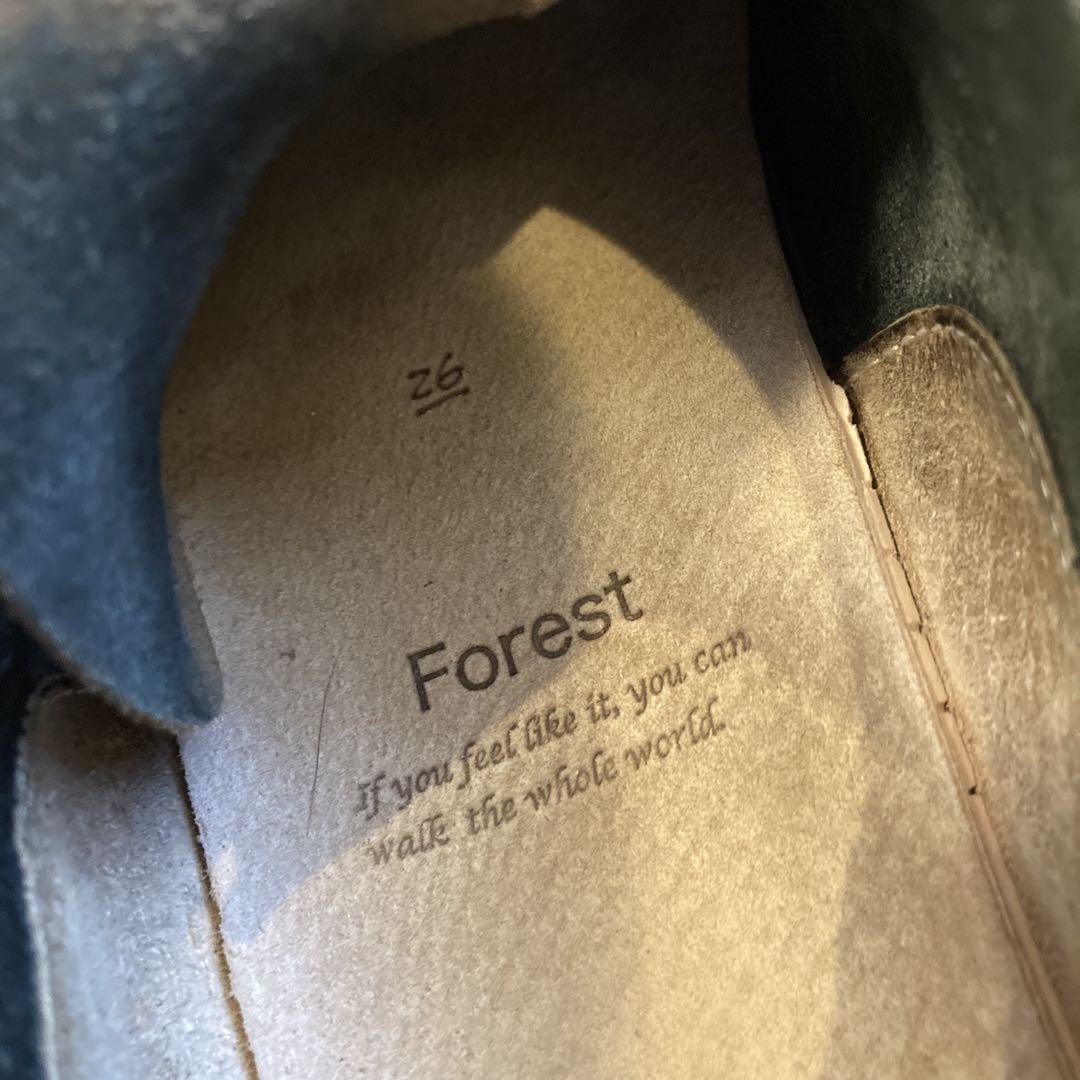 26
Forest
If you feel like it, you can
walk the whole world.